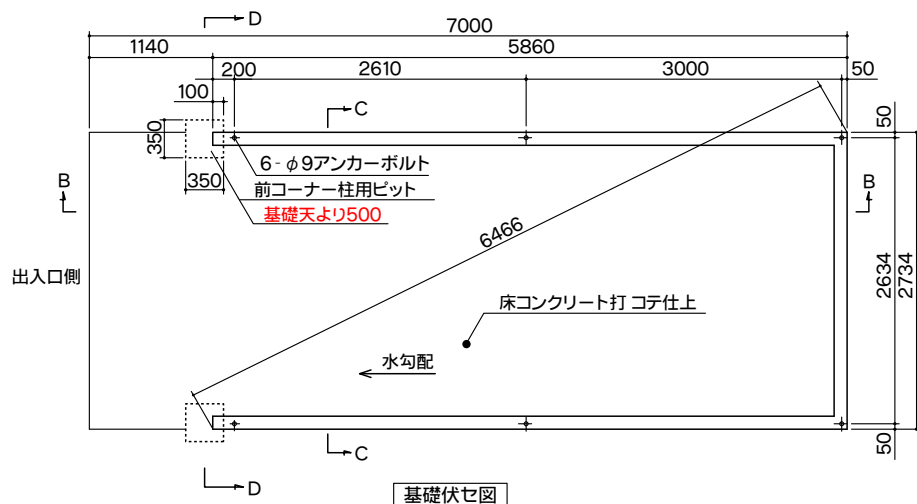 D
7000
1140 5860
200 2610 3000 50
100
C
350
50
6-φ9アンカーボルト
350
前コーナー柱用ピット
B
B
基礎天より500
6466
出入口側
2634
2734
床コンクリート打 コテ仕上
水勾配
50
C
D
基礎伏セ図